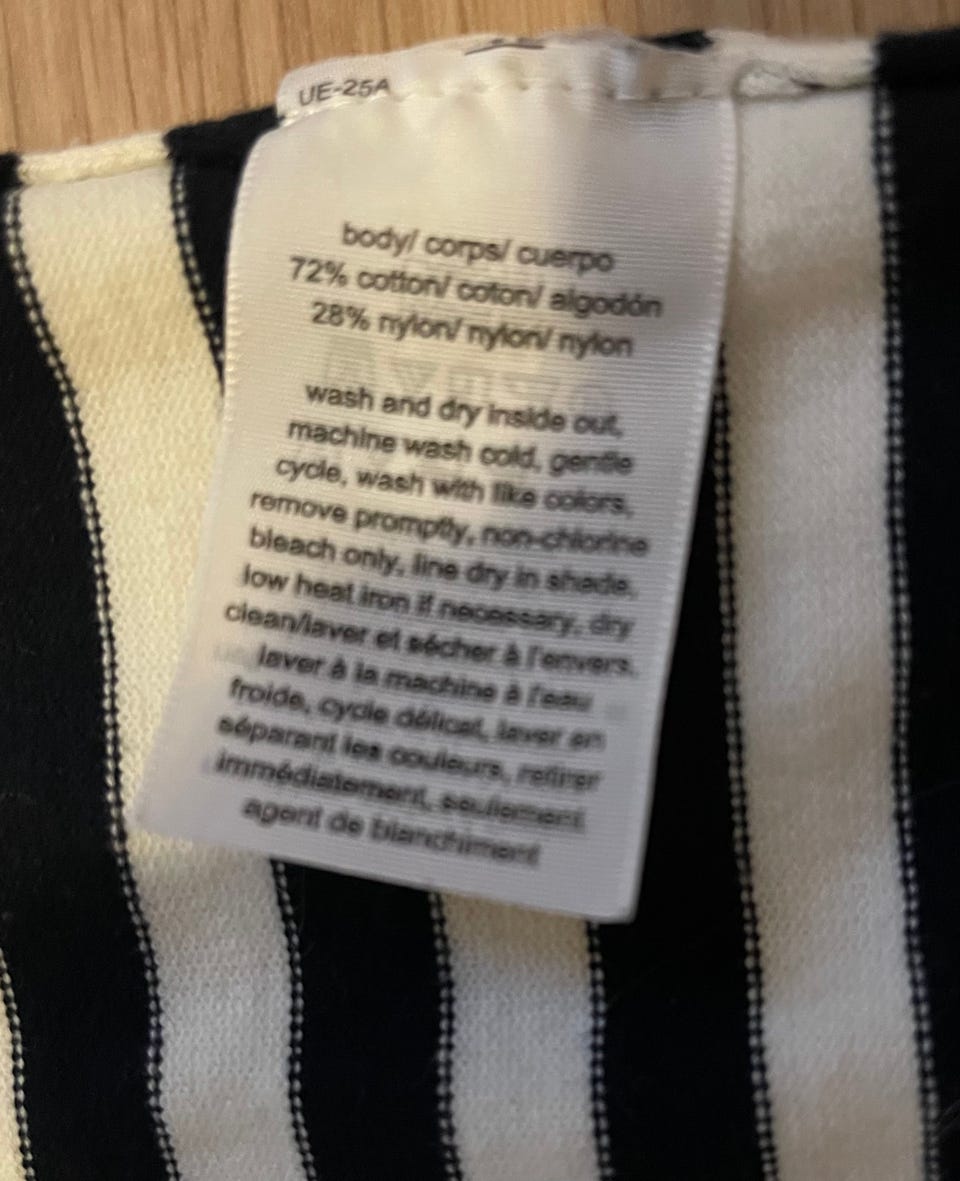 UE-25A
body/ corps/ cuerpo
72% cotton/ coton/ algodón
28% nylon/ nylon/ nylon
wash and dry inside out,
machine wash cold, gentle
cycle, wash with like colors,
remove promptly, non-chlorine
bleach only, line dry in shade,
low heat iron if necessary, dry
clean/laver et sécher à l'envers.
laver à la machine à l'eau
froide, cycle délicat, laver en
séparant les couleurs, retirer
immédiatement, seulement
agent de blanchiment